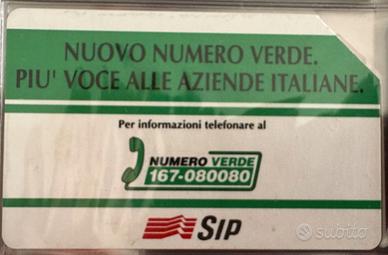 NUOVO NUMERO VERDE.
PIU' VOCE ALLE AZIENDE ITALIANE.
Per informazioni telefonare al
NUMERO VERDE
167-080080
SIP
subito